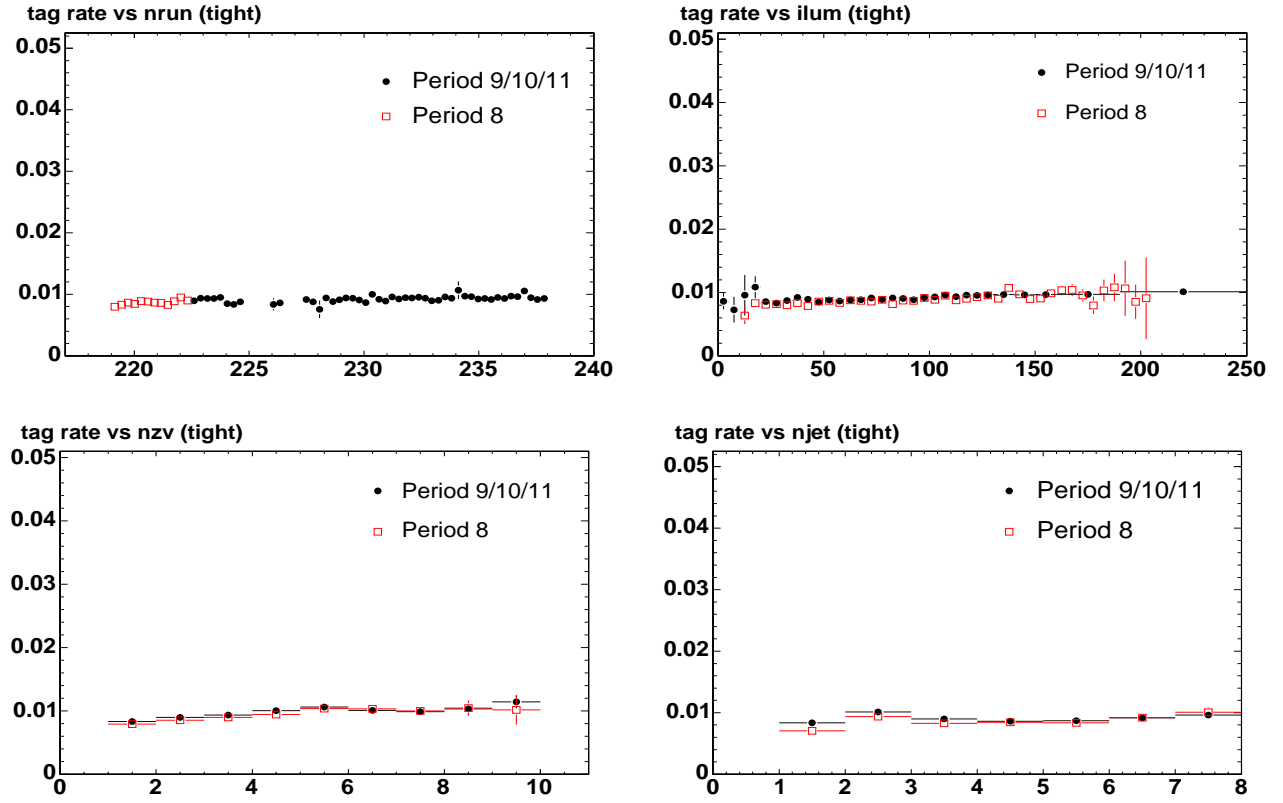 tag rate vs nrun (tight)
0.05
0.04
0.03
0.02
0.01
0
Period 9/10/11
Period 8
220 225 230 235 240
tag rate vs ilum (tight)
0.05
0.04
0.03
0.02
0.01
0
Period 9/10/11
Period 8
0 50 100 150 200 250
tag rate vs nzv (tight)
0.05
0.04
0.03
0.02
0.01
0
Period 9/10/11
Period 8
0 2 4 6 8 10
tag rate vs njet (tight)
0.05
0.04
0.03
0.02
0.01
0
Period 9/10/11
Period 8
0 1 2 3 4 5 6 7 8